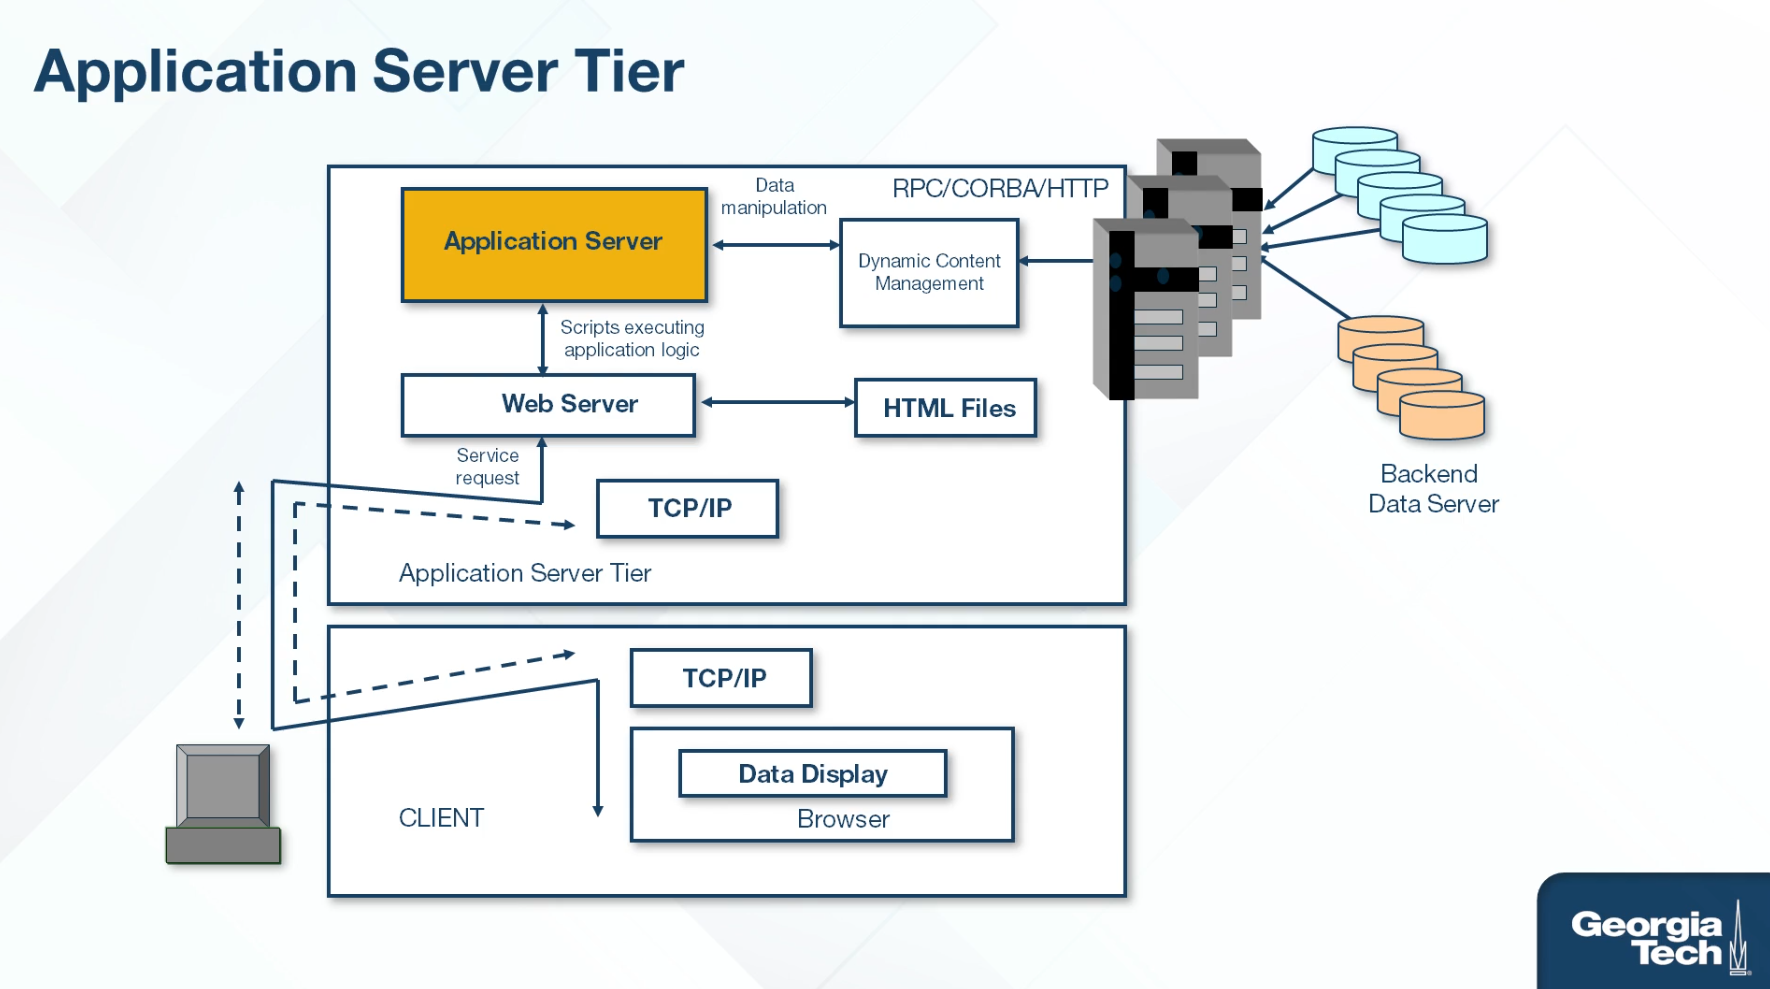 Application Server Tier
Data
manipulation
RPC/CORBA/HTTP
Application Server
Dynamic Content
Management
Scripts executing
application logic
Web Server
HTML Files
Service
request
TCP/IP
Application Server Tier
Backend
Data Server
TCP/IP
Data Display
Browser
CLIENT
Georgia
Tech